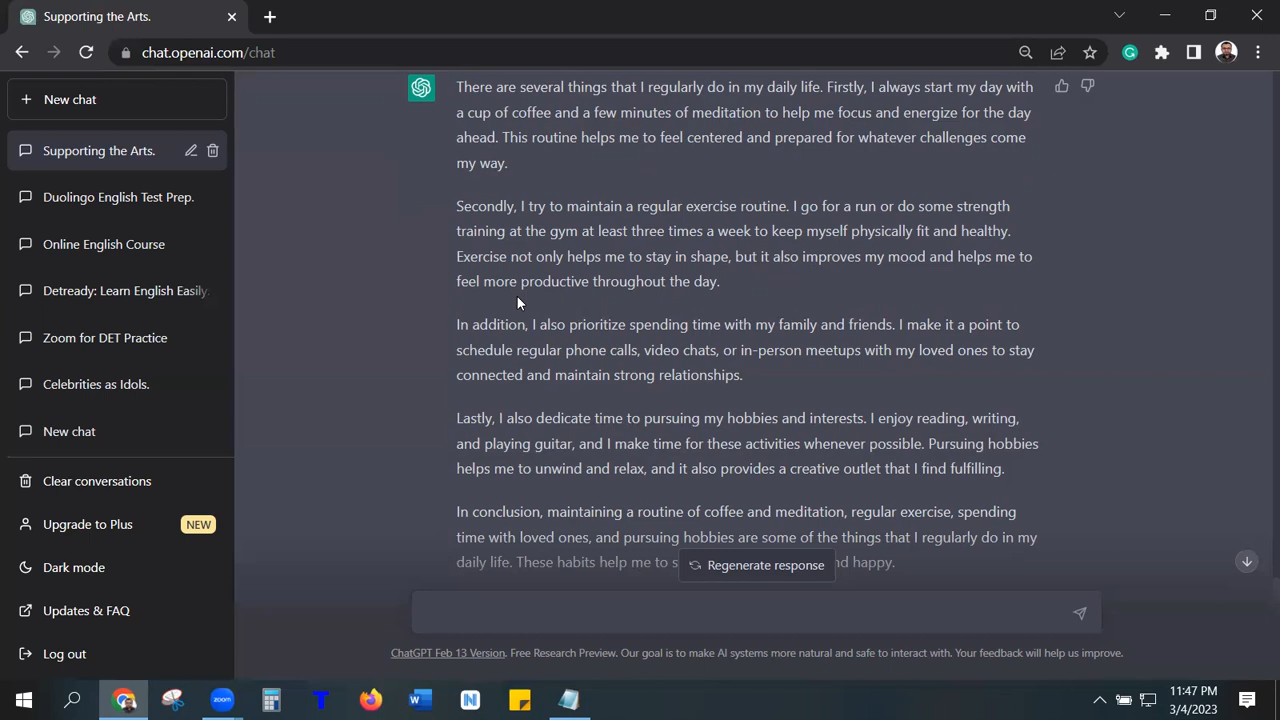 Supporting the Arts.
chat.openai.com/chat
New chat
Supporting the Arts.
Duolingo English Test Prep.
Online English Course
Detready: Learn English Easily.
Zoom for DET Practice
Celebrities as Idols.
New chat
Clear conversations
Upgrade to Plus NEW
Dark mode
Updates & FAQ
Log out
There are several things that I regularly do in my daily life. Firstly, I always start my day with
a cup of coffee and a few minutes of meditation to help me focus and energize for the day
ahead. This routine helps me to feel centered and prepared for whatever challenges come
my way.
Secondly, I try to maintain a regular exercise routine. I go for a run or do some strength
training at the gym at least three times a week to keep myself physically fit and healthy.
Exercise not only helps me to stay in shape, but it also improves my mood and helps me to
feel more productive throughout the day.
In addition, I also prioritize spending time with my family and friends. I make it a point to
schedule regular phone calls, video chats, or in-person meetups with my loved ones to stay
connected and maintain strong relationships.
Lastly, I also dedicate time to pursuing my hobbies and interests. I enjoy reading, writing,
and playing guitar, and I make time for these activities whenever possible. Pursuing hobbies
helps me to unwind and relax, and it also provides a creative outlet that I find fulfilling.
In conclusion, maintaining a routine of coffee and meditation, regular exercise, spending
time with loved ones, and pursuing hobbies are some of the things that I regularly do in my
daily life. These habits help me to s nd happy.
Regenerate response
ChatGPT Feb 13 Version. Free Research Preview. Our goal is to make AI systems more natural and safe to interact with. Your feedback will help us improve.
11:47 PM
3/4/2023